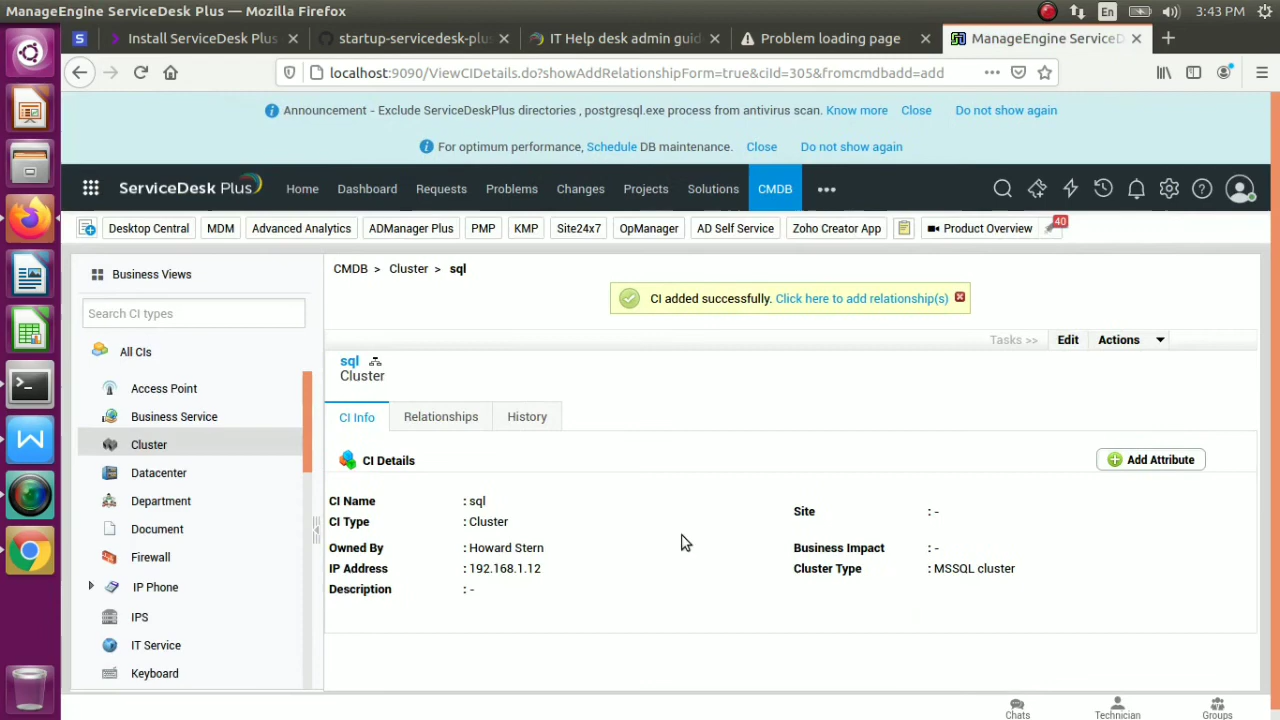 ManageEngine ServiceDesk Plus — Mozilla Firefox
En
3:43 PM
S
Install ServiceDesk Plus
startup-servicedesk-plus
IT Help desk admin guid
Problem loading page
ManageEngine ServiceD
localhost:9090/ViewCIDetails.do?showAddRelationshipForm=true&ciId=305&fromcmdbadd=add
Announcement - Exclude ServiceDeskPlus directories , postgresql.exe process from antivirus scan. Know more Close Do not show again
For optimum performance, Schedule DB maintenance. Close Do not show again
ServiceDesk Plus
Home
Dashboard
Requests
Problems
Changes
Projects
Solutions
CMDB
Desktop Central
MDM
Advanced Analytics
ADManager Plus
PMP
KMP
Site24x7
OpManager
AD Self Service
Zoho Creator App
Product Overview
40
Business Views
Search CI types
All CIs
Access Point
Business Service
Cluster
Datacenter
Department
Document
Firewall
IP Phone
IPS
IT Service
Keyboard
CMDB > Cluster > sql
CI added successfully. Click here to add relationship(s)
Tasks >>
Edit
Actions
sql
Cluster
CI Info
Relationships
History
CI Details
Add Attribute
CI Name : sql
CI Type : Cluster
Site : -
Owned By : Howard Stern
Business Impact : -
IP Address : 192.168.1.12
Cluster Type : MSSQL cluster
Description : -
Chats
Technician
Groups